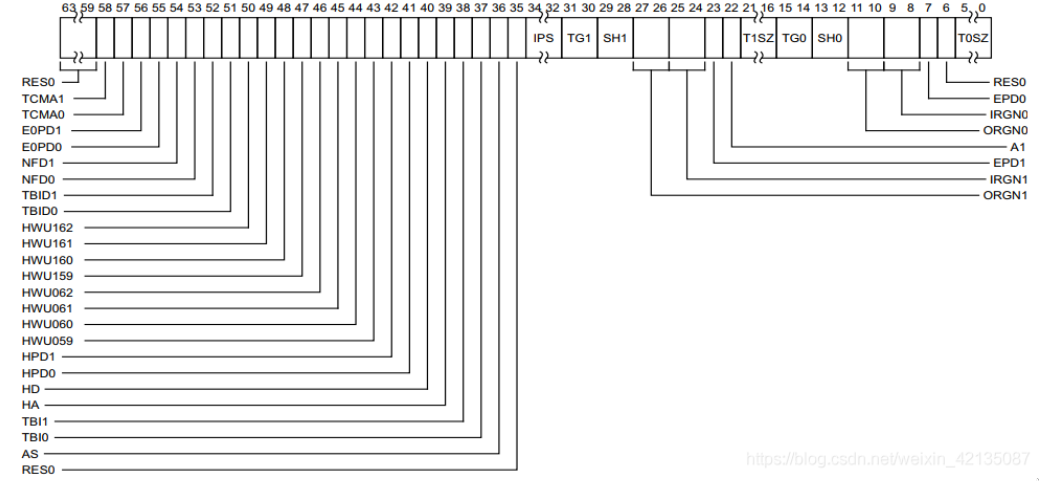 63 59 58 57 56 55 54 53 52 51 50 49 48 47 46 45 44 43 42 41 40 39 38 37 36 35 34 32 31 30 29 28 27 26 25 24 23 22 21 16 15 14 13 12 11 10 9 8 7 6 5 0
IPS TG1 SH1 T1SZ TG0 SH0 T0SZ
RES0 RES0
TCMA1 EPD0
TCMA0 IRGN0
E0PD1 ORGN0
E0PD0 A1
NFD1 EPD1
NFD0 IRGN1
TBID1 ORGN1
TBID0
HWU162
HWU161
HWU160
HWU159
HWU062
HWU061
HWU060
HWU059
HPD1
HPD0
HD
HA
TBI1
TBI0
AS
RES0
https://blog.csdn.net/weixin_42135087